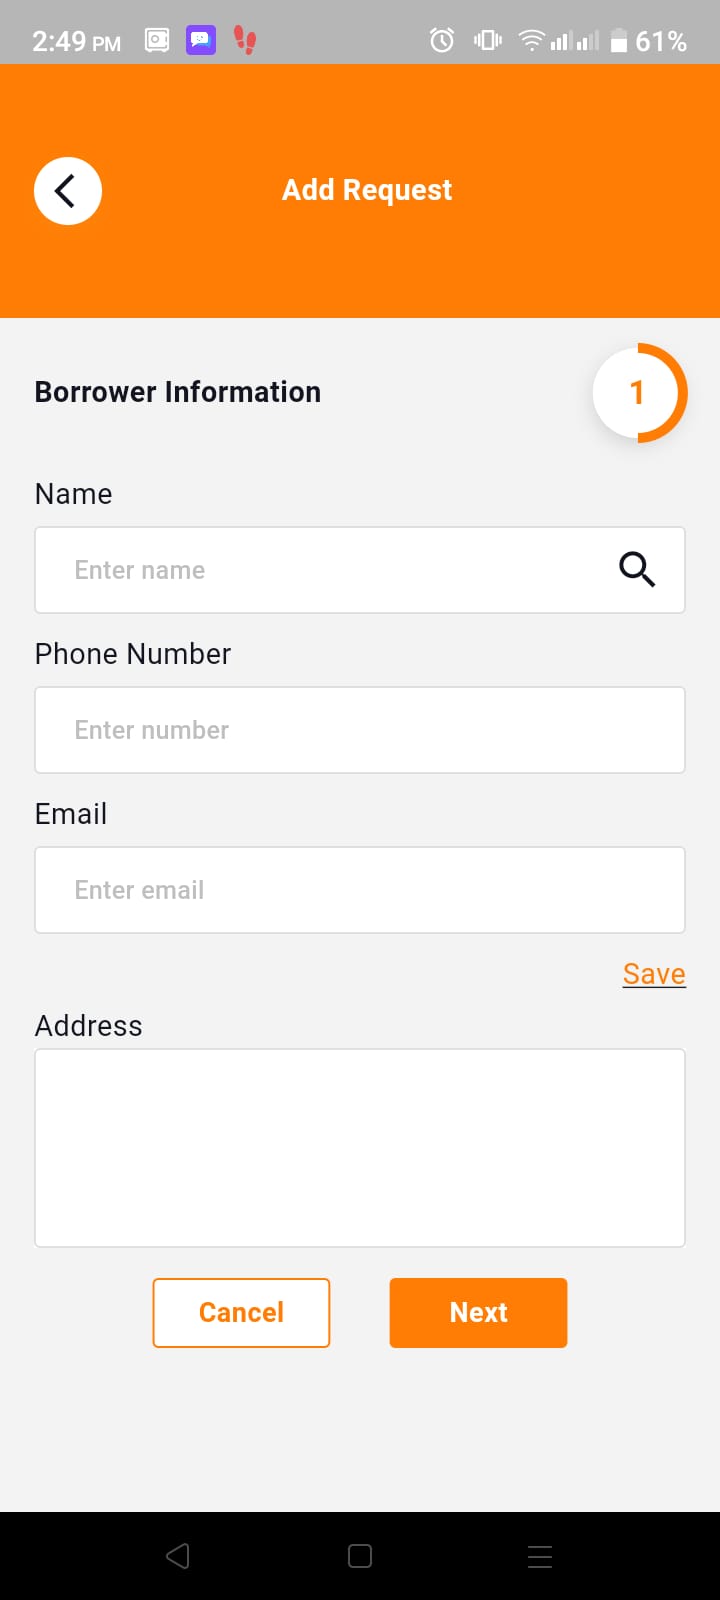 2:49 PM 61%
Add Request
Borrower Information
1
Name
Enter name
Phone Number
Enter number
Email
Enter email
Save
Address
Cancel Next